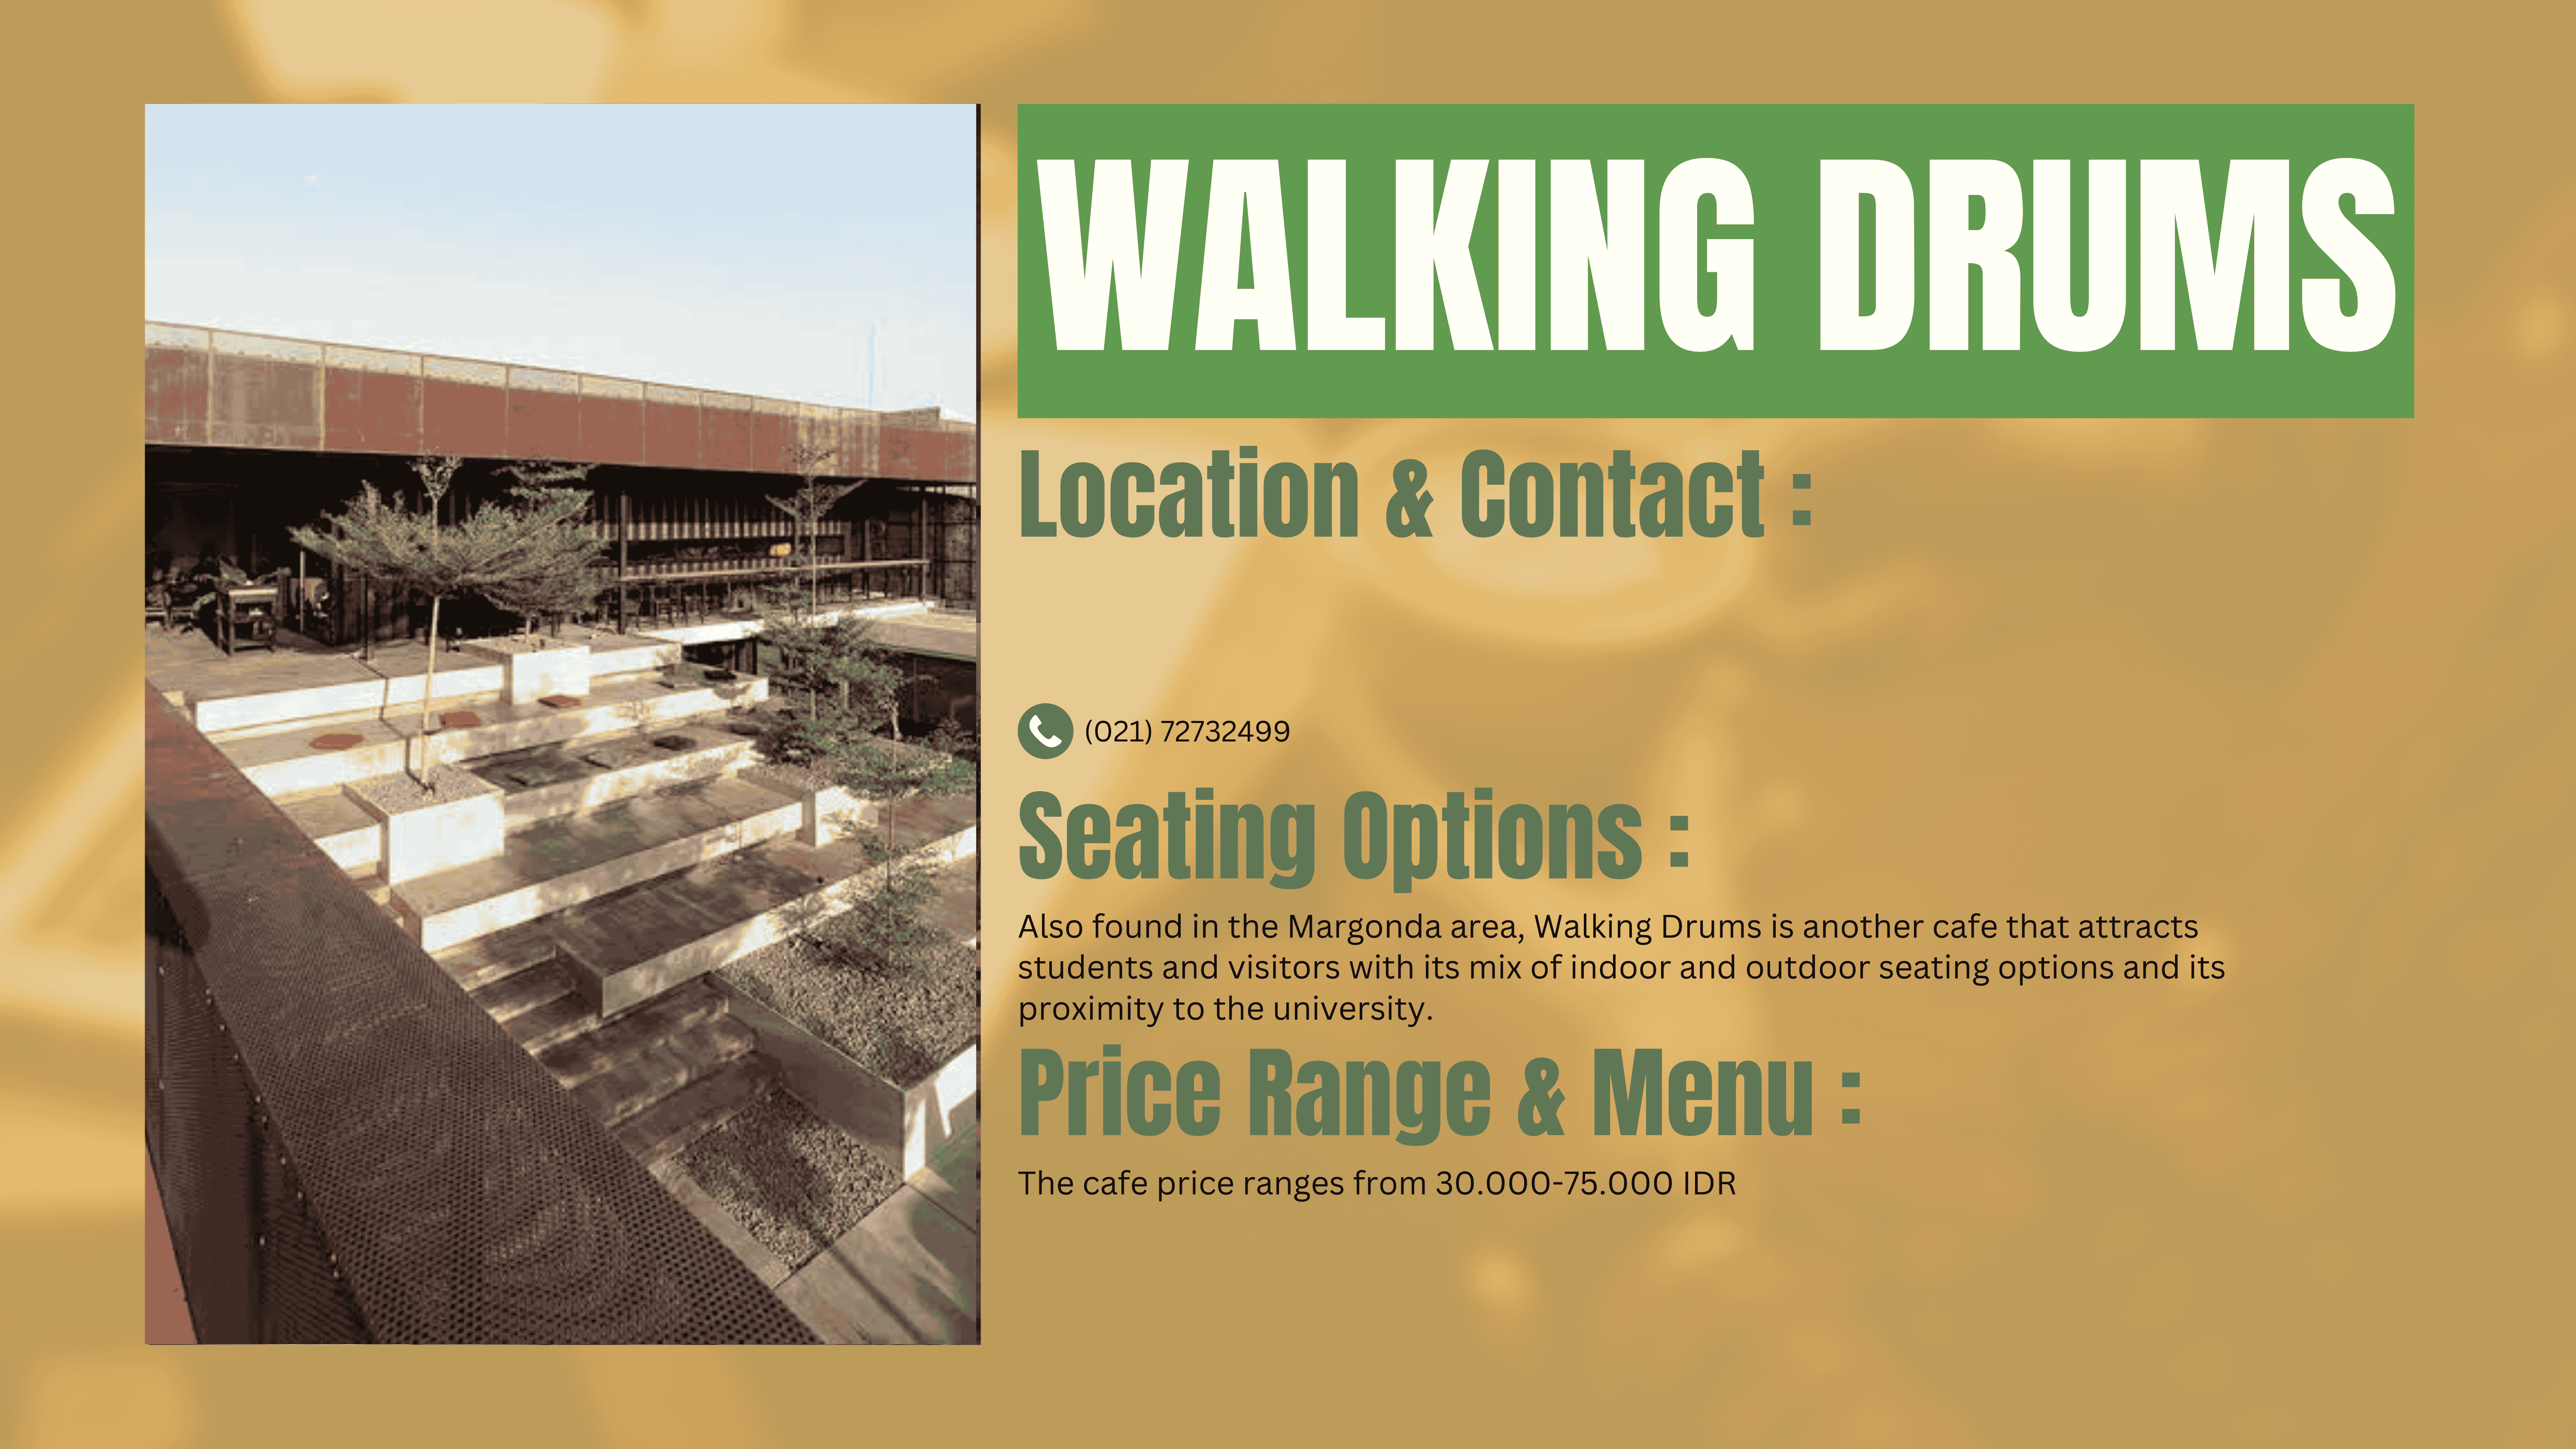 WALKING DRUMS
Location & Contact :
(021) 72732499
Seating Options :
Also found in the Margonda area, Walking Drums is another cafe that attracts
students and visitors with its mix of indoor and outdoor seating options and its
proximity to the university.
Price Range & Menu :
The cafe price ranges from 30.000-75.000 IDR